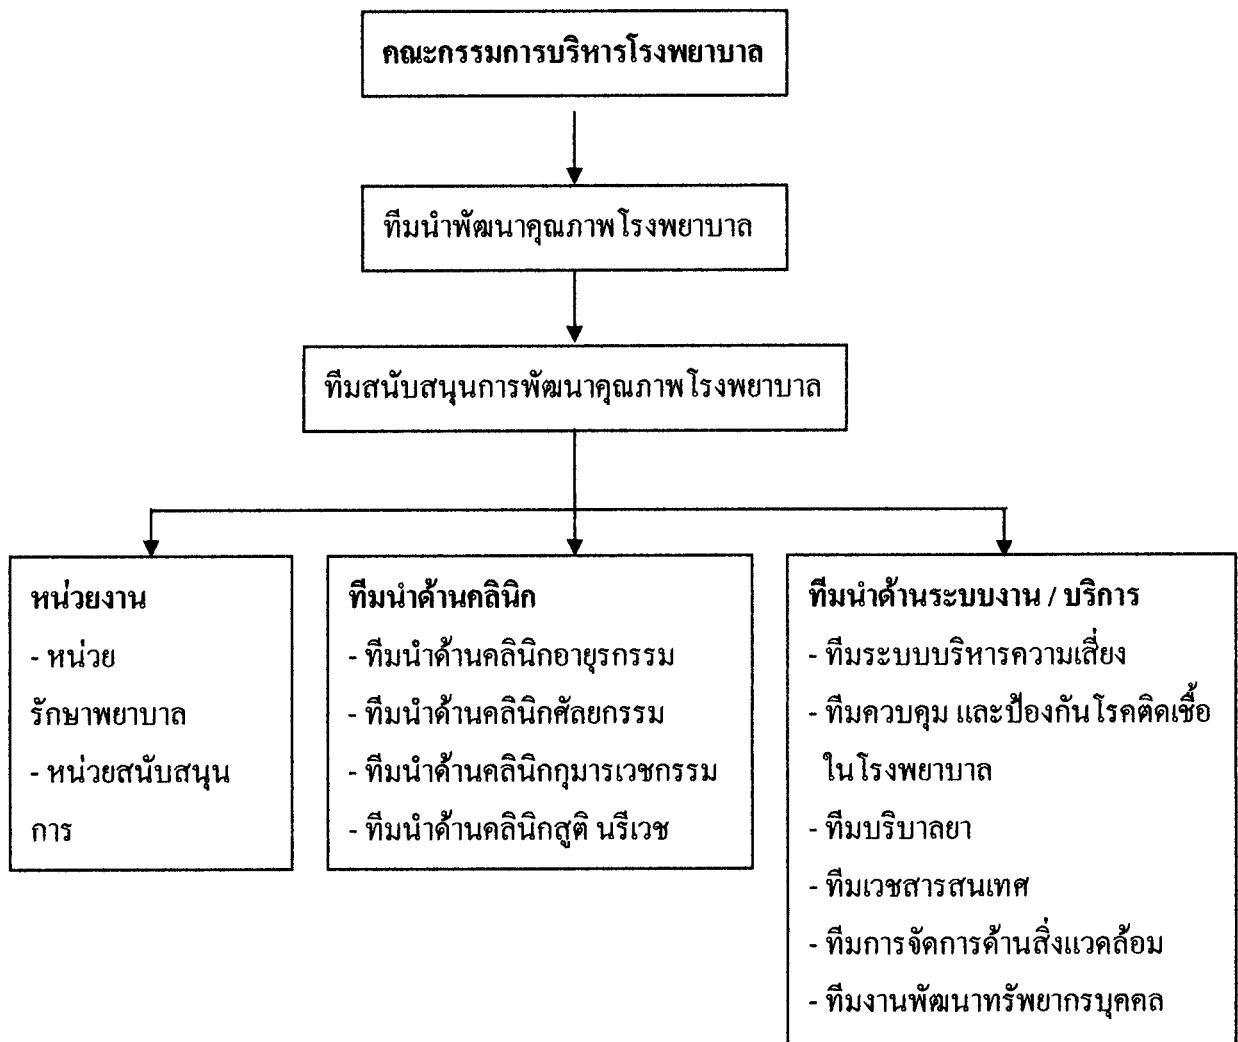 คณะกรรมการบริหารโรงพยาบาล
ทีมนำพัฒนาคุณภาพโรงพยาบาล
ทีมสนับสนุนการพัฒนาคุณภาพโรงพยาบาล
หน่วยงาน
- หน่วย
รักษาพยาบาล
- หน่วยสนับสนุน
การ
ทีมนำด้านคลินิก
- ทีมนำด้านคลินิกอายุรกรรม
- ทีมนำด้านคลินิกศัลยกรรม
- ทีมนำด้านคลินิกกุมารเวชกรรม
- ทีมนำด้านคลินิกสูติ นรีเวช
ทีมนำด้านระบบงาน / บริการ
- ทีมระบบบริหารความเสี่ยง
- ทีมควบคุม และป้องกันโรคติดเชื้อ
ในโรงพยาบาล
- ทีมบริบาลยา
- ทีมเวชสารสนเทศ
- ทีมการจัดการด้านสิ่งแวดล้อม
- ทีมงานพัฒนาทรัพยากรบุคคล